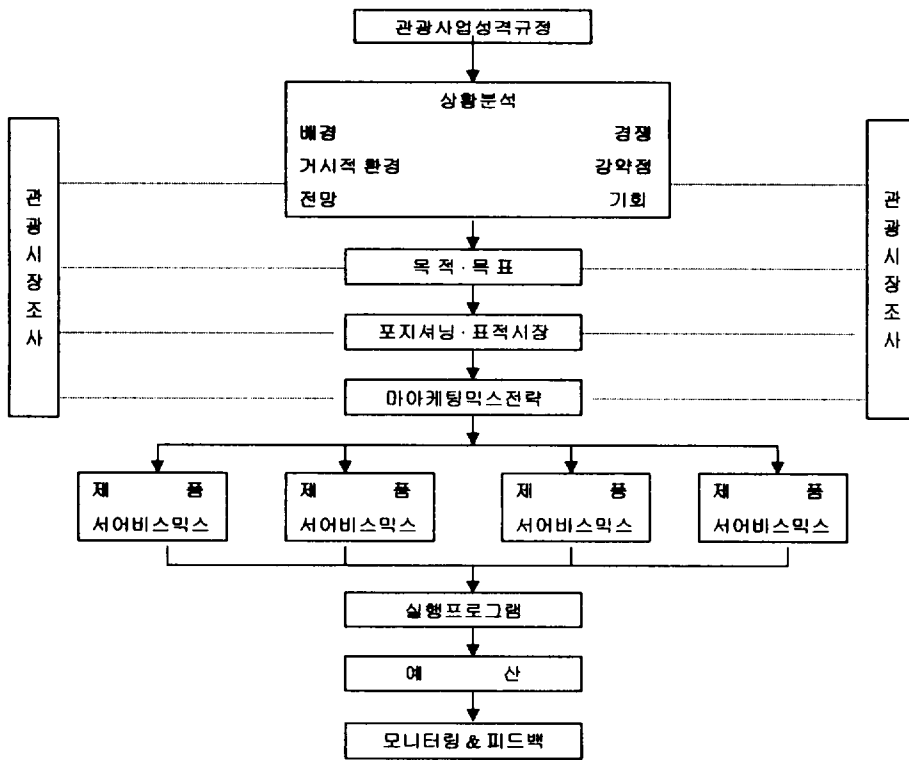 관광사업성격규정
상황분석
배경 경쟁
거시적 환경 강약점
전망 기회
관광시장조사
관광시장조사
목적·목표
포지셔닝·표적시장
마아케팅믹스전략
제 품 제 품 제 품 제 품
서어비스믹스 서어비스믹스 서어비스믹스 서어비스믹스
실행프로그램
예 산
모니터링 & 피드백